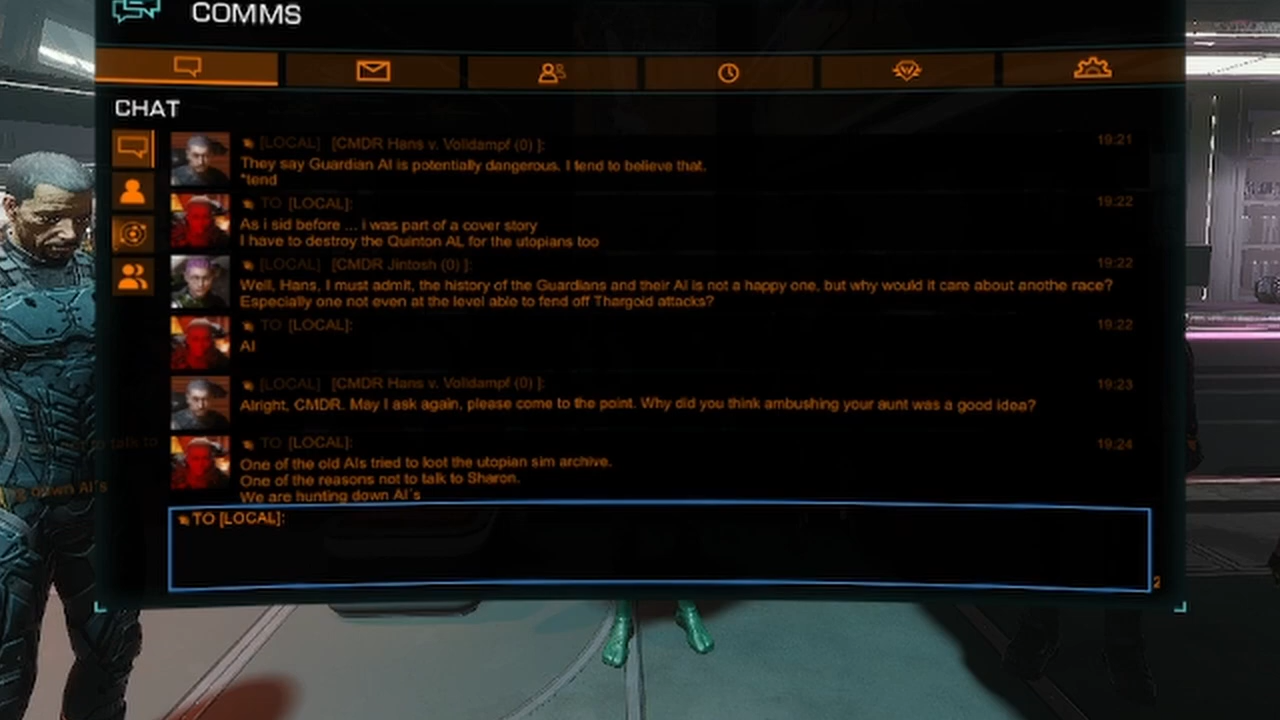 COMMS
CHAT
[LOCAL] [CMDR Hans v. Volldampf (0) ]: 19:21
They say Guardian AI is potentially dangerous. I tend to believe that.
*tend
TO [LOCAL]: 19:22
As i sid before ... i was part of a cover story
I have to destroy the Quinton AI, for the utopians too
[LOCAL] [CMDR Jintosh (0) ]: 19:22
Well, Hans, I must admit, the history of the Guardians and their AI is not a happy one, but why would it care about anothe race?
Especially one not even at the level able to fend off Thargoid attacks?
TO [LOCAL]: 19:22
AI
[LOCAL] [CMDR Hans v. Volldampf (0) ]: 19:23
Alright, CMDR. May I ask again, please come to the point. Why did you think ambushing your aunt was a good idea?
TO [LOCAL]: 19:24
One of the old AIs tried to loot the utopian sim archive.
One of the reasons not to talk to Sharon.
We are hunting down AI's
to talk to
down AI's
TO [LOCAL]:
2